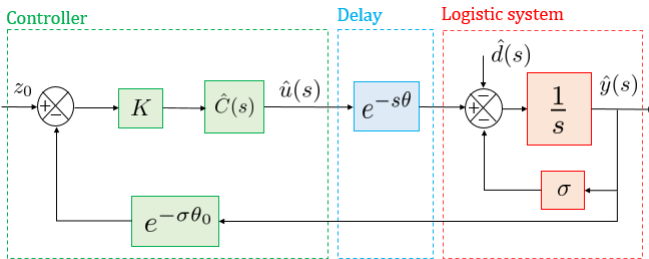 Controller
Delay
Logistic system
z₀
+
−
K
Ĉ(s)
û(s)
e^{−sθ}
d̂(s)
+
−
−
1/s
ŷ(s)
σ
e^{−σθ₀}